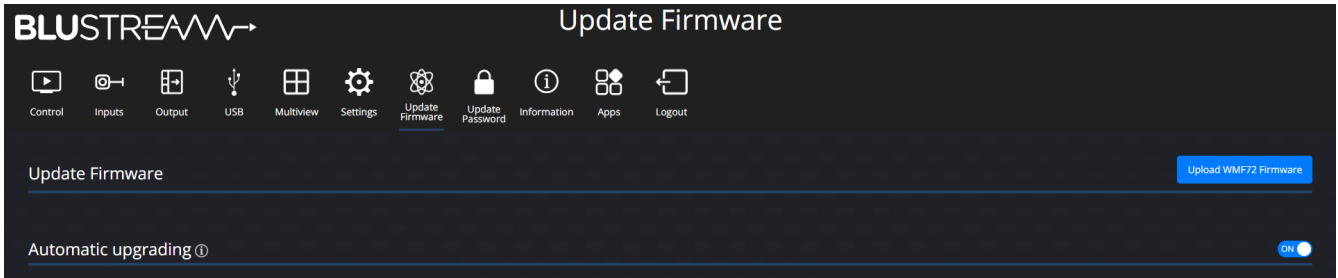 BLUSTREAM
Update Firmware
Control Inputs Output USB Multiview Settings Update Firmware Update Password Information Apps Logout
Update Firmware Upload WMF72 Firmware
Automatic upgrading ON